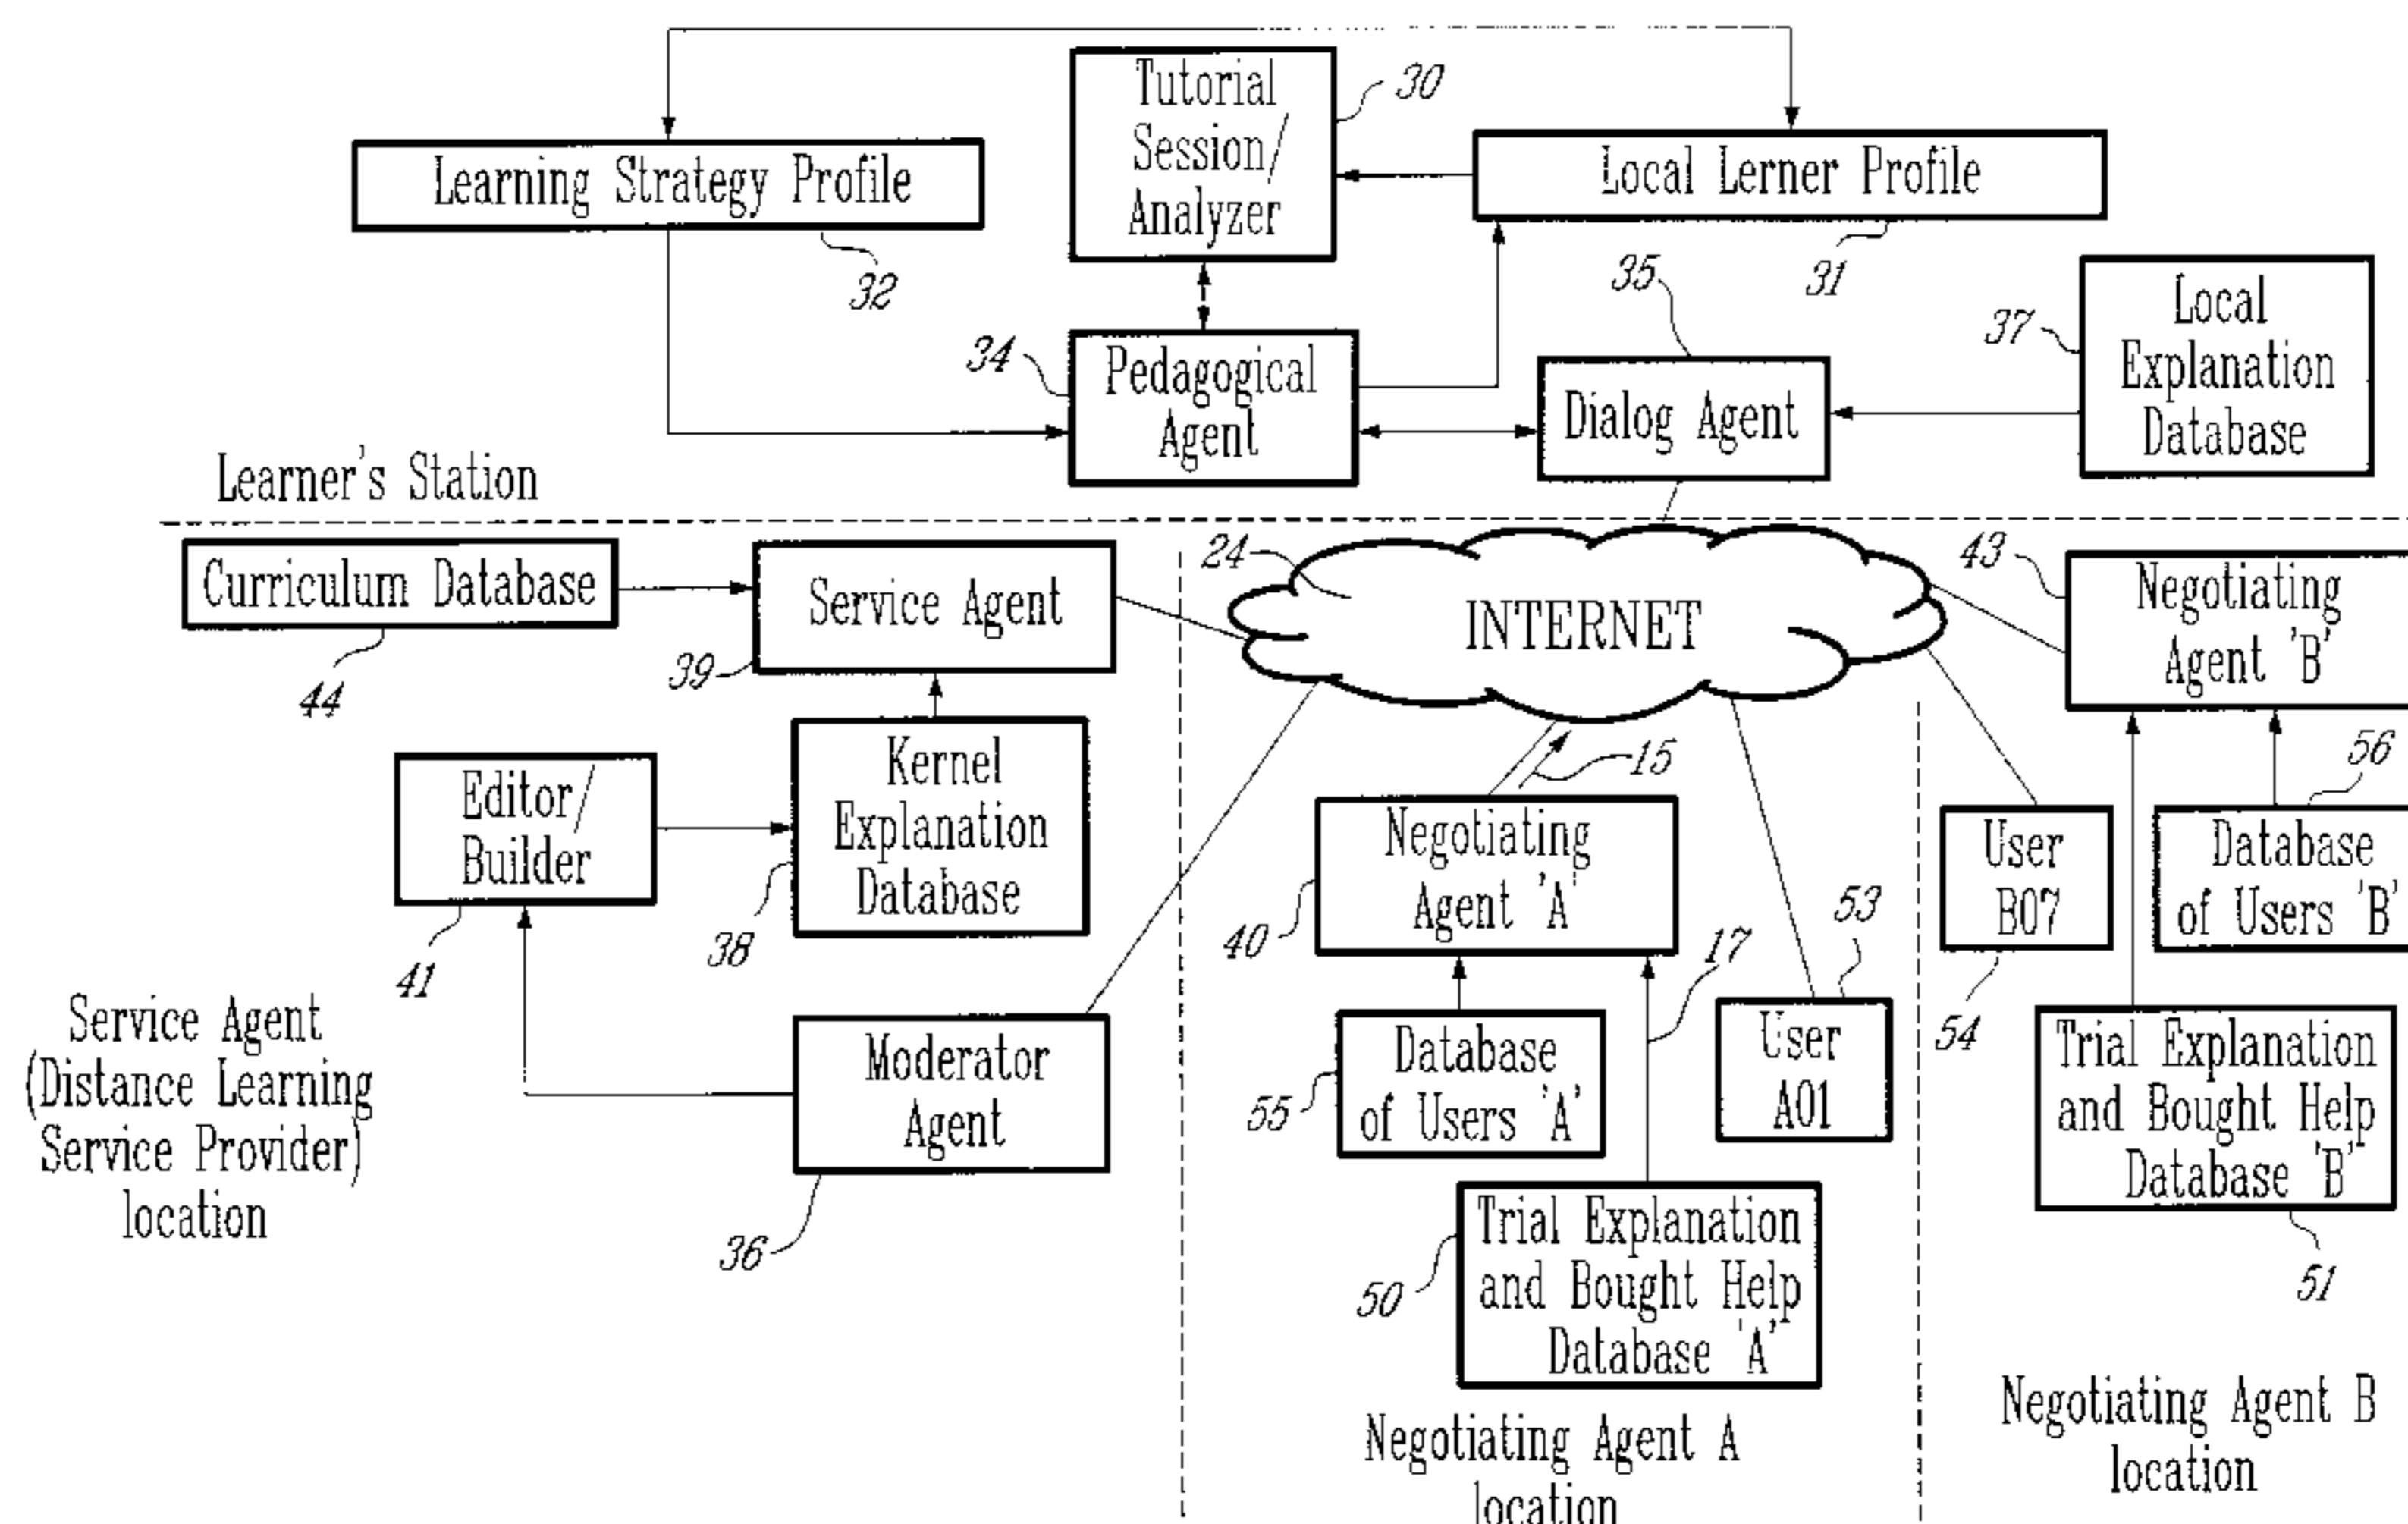 Tutorial
Session/
Analyzer
30
Learning Strategy Profile
32
Local Lerner Profile
31
35
34
Pedagogical
Agent
Dialog Agent
37
Local
Explanation
Database
Learner's Station
Curriculum Database
44
Service Agent
39
24
INTERNET
43
Negotiating
Agent 'B'
Editor/
Builder
41
Kernel
Explanation
Database
38
15
Negotiating
Agent 'A'
40
17
53
User
B07
54
56
Database
of Users 'B'
Service Agent
(Distance Learning
Service Provider)
location
Moderator
Agent
36
Database
of Users 'A'
55
User
A01
Trial Explanation
and Bought Help
Database 'B'
51
Trial Explanation
and Bought Help
Database 'A'
50
Negotiating Agent A
location
Negotiating Agent B
location